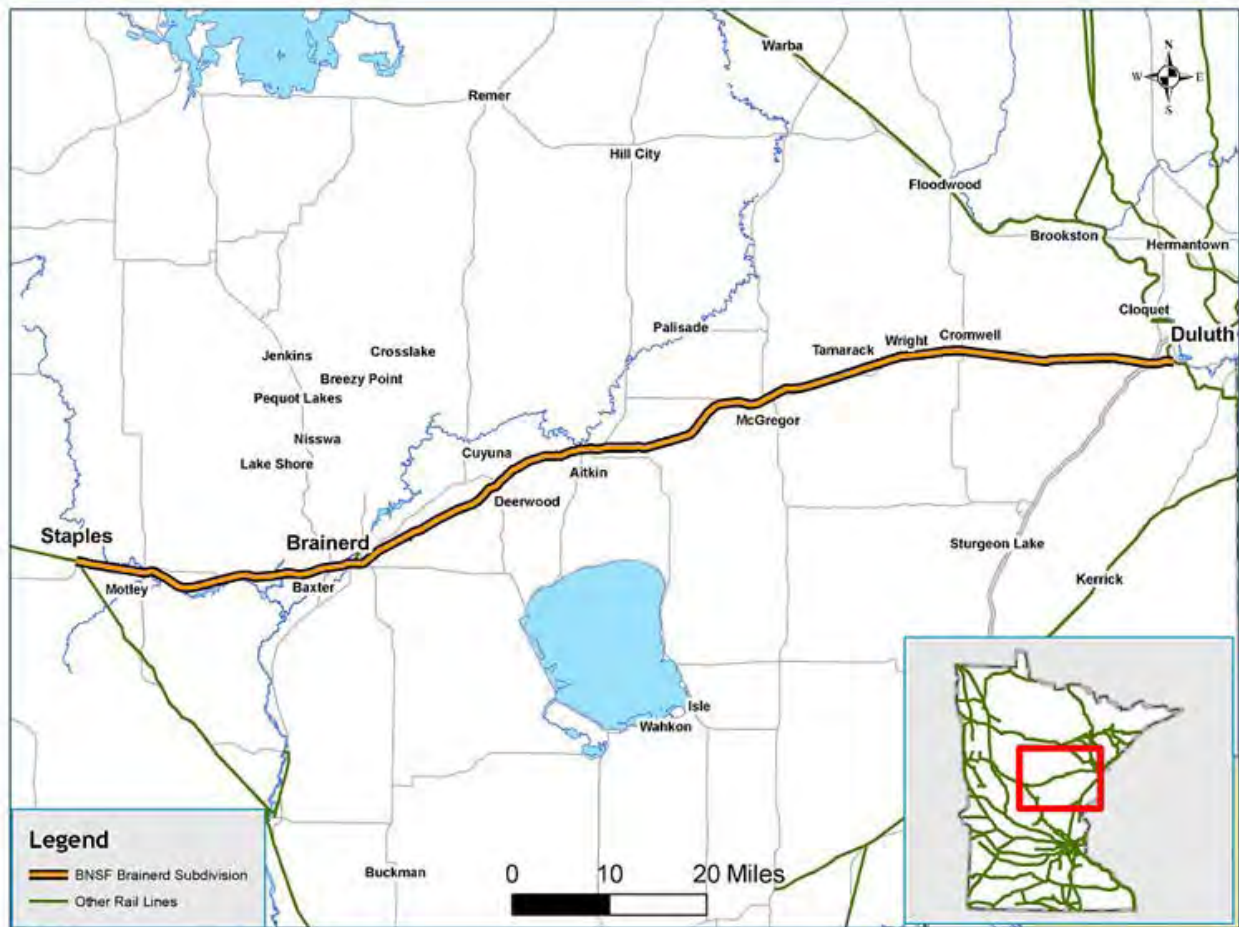 Warba
N
W E
S
Remer
Hill City
Floodwood
Brookston
Hermantown
Cloquet
Duluth
Palisade
Cromwell
Wright
Tamarack
Jenkins
Crosslake
Breezy Point
Pequot Lakes
McGregor
Nisswa
Cuyuna
Lake Shore
Aitkin
Deerwood
Staples
Brainerd
Sturgeon Lake
Motley
Baxter
Kerrick
Isle
Wahkon
Legend
BNSF Brainerd Subdivision
Other Rail Lines
Buckman
0 10 20 Miles